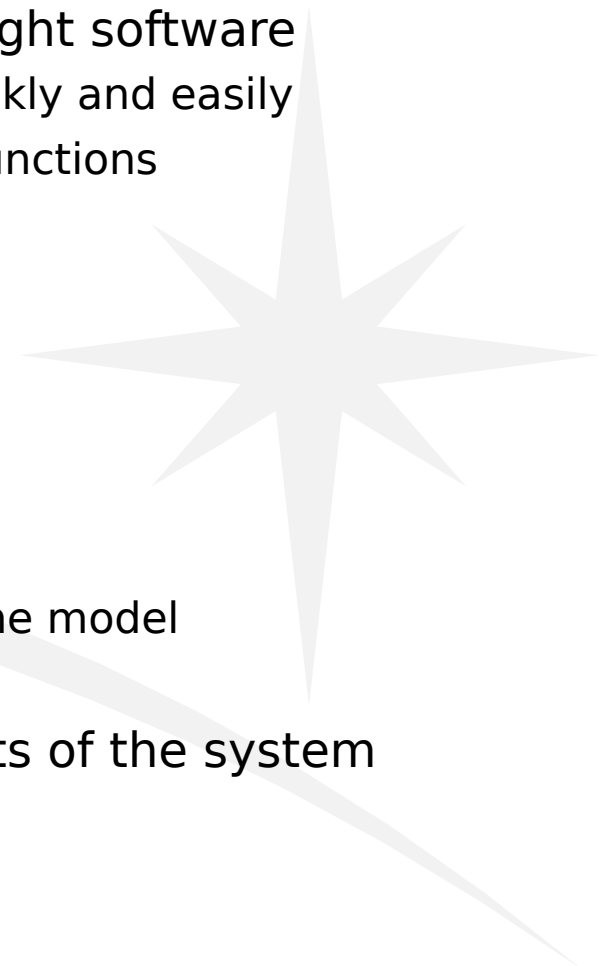 ght software
kly and easily
unctions
he model
ts of the system